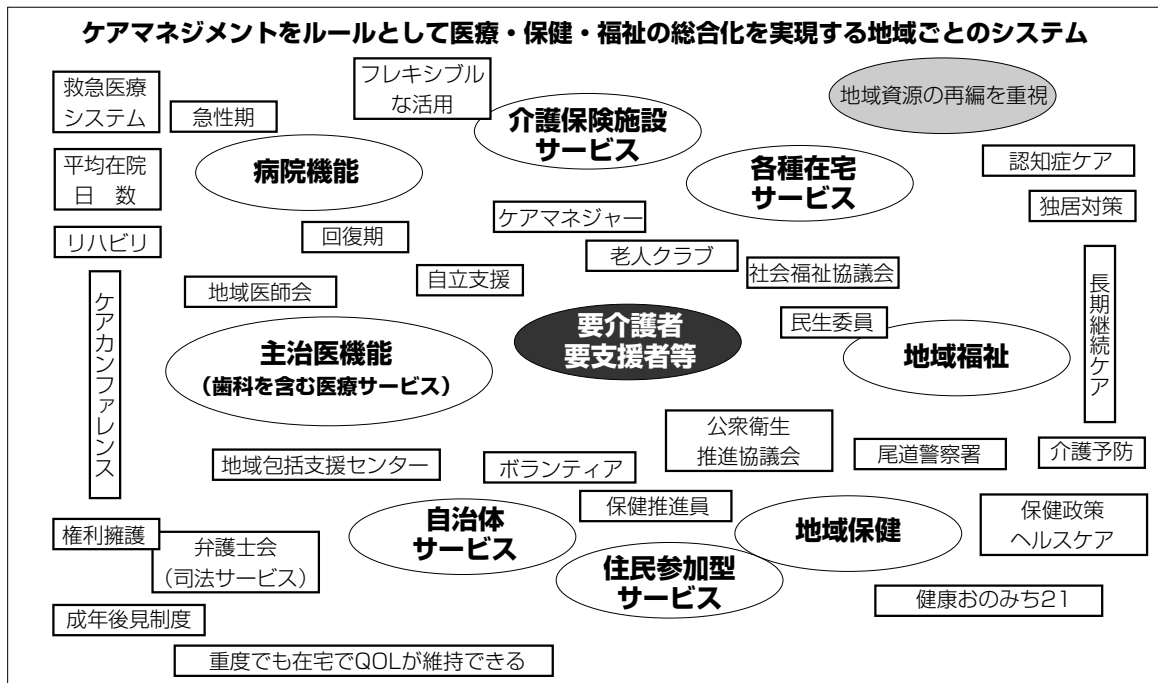 ケアマネジメントをルールとして医療・保健・福祉の総合化を実現する地域ごとのシステム
救急医療
システム
急性期
フレキシブル
な活用
介護保険施設
サービス
地域資源の再編を重視
平均在院
日　数
病院機能
各種在宅
サービス
認知症ケア
独居対策
リハビリ
回復期
ケアマネジャー
老人クラブ
社会福祉協議会
自立支援
地域医師会
ケアカンファレンス
主治医機能
（歯科を含む医療サービス）
要介護者
要支援者等
民生委員
地域福祉
長期継続ケア
公衆衛生
推進協議会
尾道警察署
介護予防
地域包括支援センター
ボランティア
保健推進員
自治体
サービス
地域保健
保健政策
ヘルスケア
権利擁護
弁護士会
（司法サービス）
住民参加型
サービス
健康おのみち21
成年後見制度
重度でも在宅でQOLが維持できる